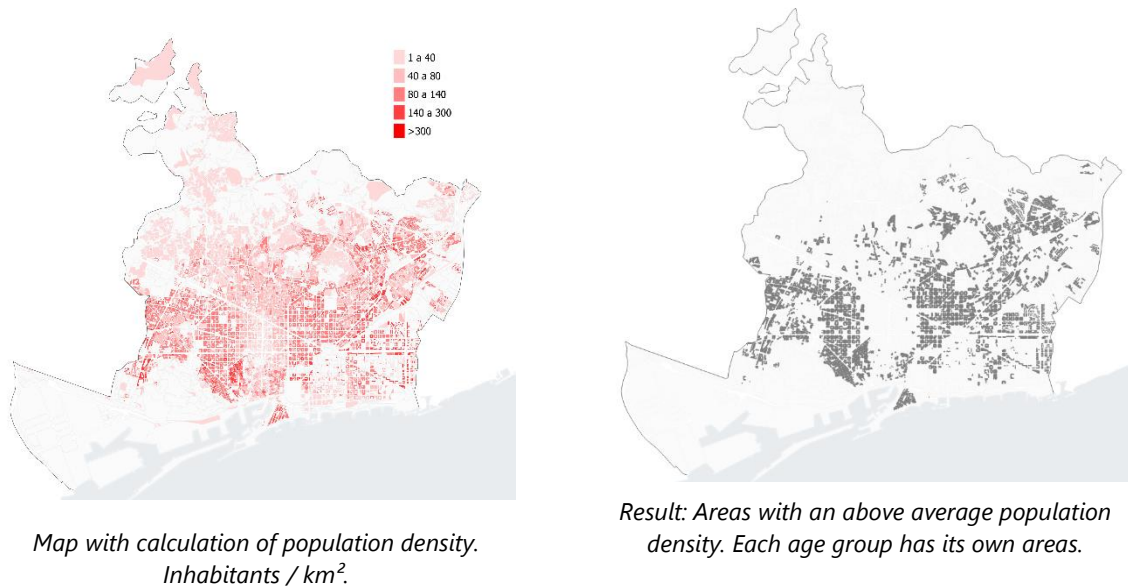 1 a 40
40 a 80
80 a 140
140 a 300
>300
Map with calculation of population density.
Inhabitants / km².
Result: Areas with an above average population
density. Each age group has its own areas.